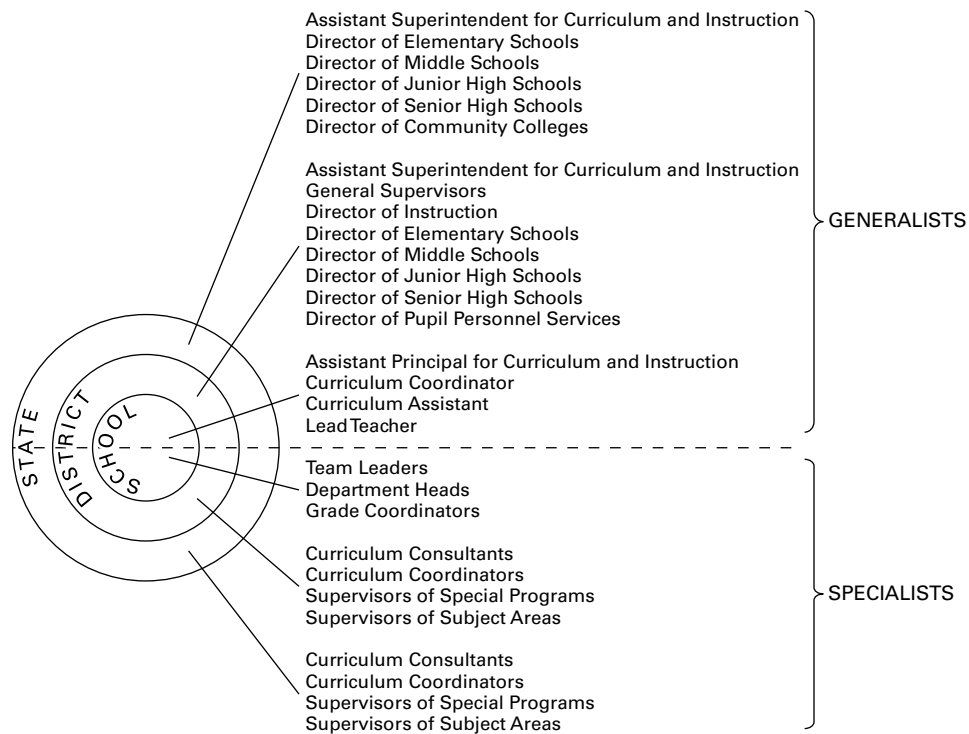 Assistant Superintendent for Curriculum and Instruction
Director of Elementary Schools
Director of Middle Schools
Director of Junior High Schools
Director of Senior High Schools
Director of Community Colleges
Assistant Superintendent for Curriculum and Instruction
General Supervisors
Director of Instruction
Director of Elementary Schools
Director of Middle Schools
Director of Junior High Schools
Director of Senior High Schools
Director of Pupil Personnel Services
GENERALISTS
Assistant Principal for Curriculum and Instruction
Curriculum Coordinator
Curriculum Assistant
Lead Teacher
STATE
DISTRICT
SCHOOL
Team Leaders
Department Heads
Grade Coordinators
Curriculum Consultants
Curriculum Coordinators
Supervisors of Special Programs
Supervisors of Subject Areas
SPECIALISTS
Curriculum Consultants
Curriculum Coordinators
Supervisors of Special Programs
Supervisors of Subject Areas